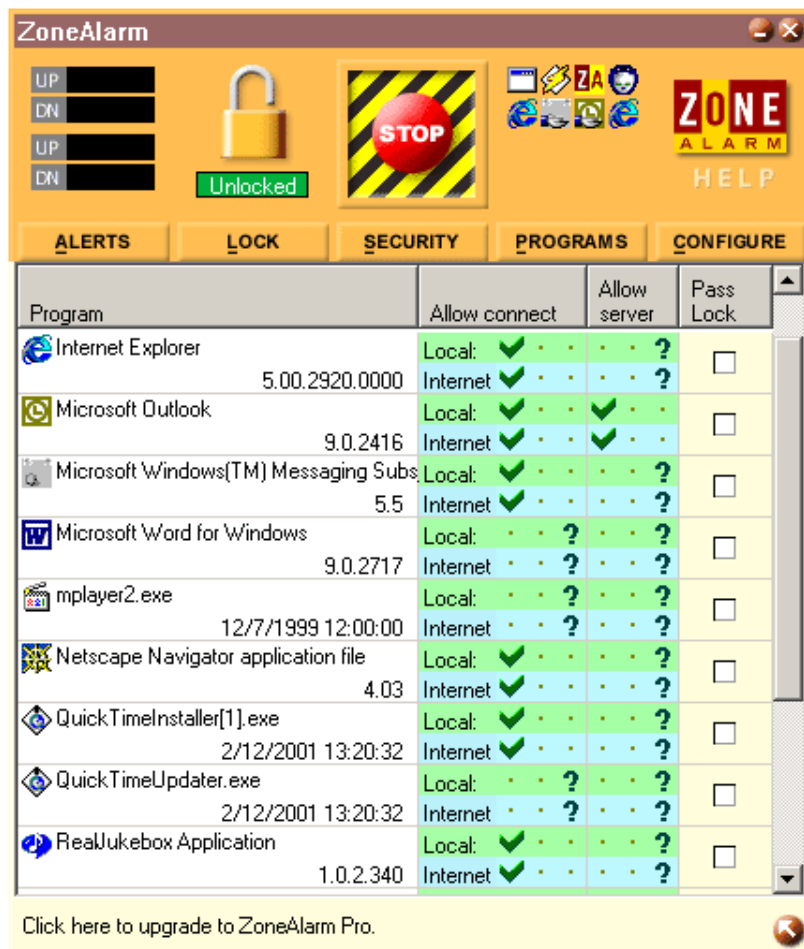 ZoneAlarm
UP
DN
UP
DN
Unlocked
STOP
ZA
ZONE
ALARM
HELP
ALERTS LOCK SECURITY PROGRAMS CONFIGURE
Program Allow connect Allow server Pass Lock
Internet Explorer Local: ?
5.00.2920.0000 Internet ?
Microsoft Outlook Local:
9.0.2416 Internet
Microsoft Windows(TM) Messaging Subs Local: ?
5.5 Internet ?
Microsoft Word for Windows Local: ? ?
9.0.2717 Internet ? ?
mplayer2.exe Local: ? ?
12/7/1999 12:00:00 Internet ? ?
Netscape Navigator application file Local: ?
4.03 Internet ?
QuickTimeInstaller[1].exe Local: ?
2/12/2001 13:20:32 Internet ?
QuickTimeUpdater.exe Local: ? ?
2/12/2001 13:20:32 Internet ? ?
RealJukebox Application Local: ?
1.0.2.340 Internet ?
Click here to upgrade to ZoneAlarm Pro.